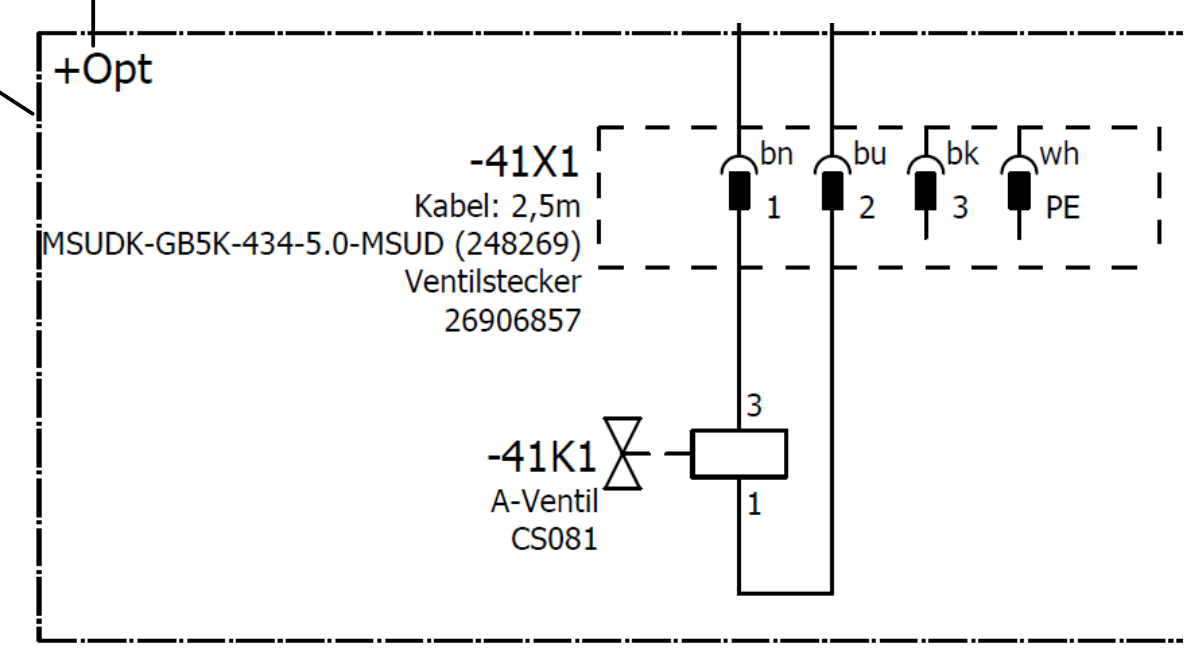 +Opt
-41X1
Kabel: 2,5m
MSUDK-GB5K-434-5.0-MSUD (248269)
Ventilstecker
26906857
bn bu bk wh
1 2 3 PE
3
-41K1
A-Ventil
CS081
1